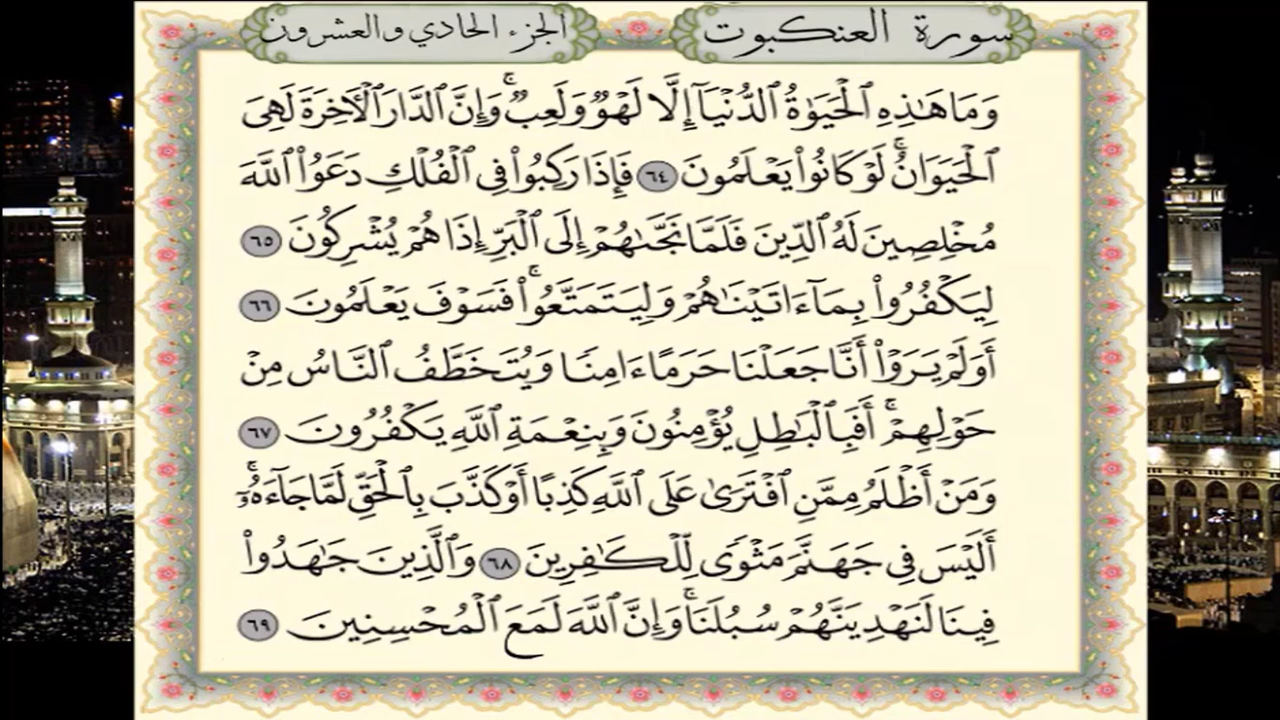 سورة العنكبوت
الجزء الحادي والعشرون
وَمَا هَٰذِهِ ٱلْحَيَوٰةُ ٱلدُّنْيَآ إِلَّا لَهْوٌ وَلَعِبٌ ۚ وَإِنَّ ٱلدَّارَ ٱلْأَخِرَةَ لَهِىَ
ٱلْحَيَوَانُ ۚ لَوْ كَانُوا۟ يَعْلَمُونَ ٦٤ فَإِذَا رَكِبُوا۟ فِى ٱلْفُلْكِ دَعَوُا۟ ٱللَّهَ
مُخْلِصِينَ لَهُ ٱلدِّينَ فَلَمَّا نَجَّىٰهُمْ إِلَى ٱلْبَرِّ إِذَا هُمْ يُشْرِكُونَ ٦٥
لِيَكْفُرُوا۟ بِمَآ ءَاتَيْنَٰهُمْ وَلِيَتَمَتَّعُوا۟ ۚ فَسَوْفَ يَعْلَمُونَ ٦٦
أَوَلَمْ يَرَوْا۟ أَنَّا جَعَلْنَا حَرَمًا ءَامِنًا وَيُتَخَطَّفُ ٱلنَّاسُ مِنْ
حَوْلِهِمْ ۚ أَفَبِٱلْبَٰطِلِ يُؤْمِنُونَ وَبِنِعْمَةِ ٱللَّهِ يَكْفُرُونَ ٦٧
وَمَنْ أَظْلَمُ مِمَّنِ ٱفْتَرَىٰ عَلَى ٱللَّهِ كَذِبًا أَوْ كَذَّبَ بِٱلْحَقِّ لَمَّا جَآءَهُۥٓ ۚ
أَلَيْسَ فِى جَهَنَّمَ مَثْوًى لِّلْكَٰفِرِينَ ٦٨ وَٱلَّذِينَ جَٰهَدُوا۟
فِينَا لَنَهْدِيَنَّهُمْ سُبُلَنَا ۚ وَإِنَّ ٱللَّهَ لَمَعَ ٱلْمُحْسِنِينَ ٦٩